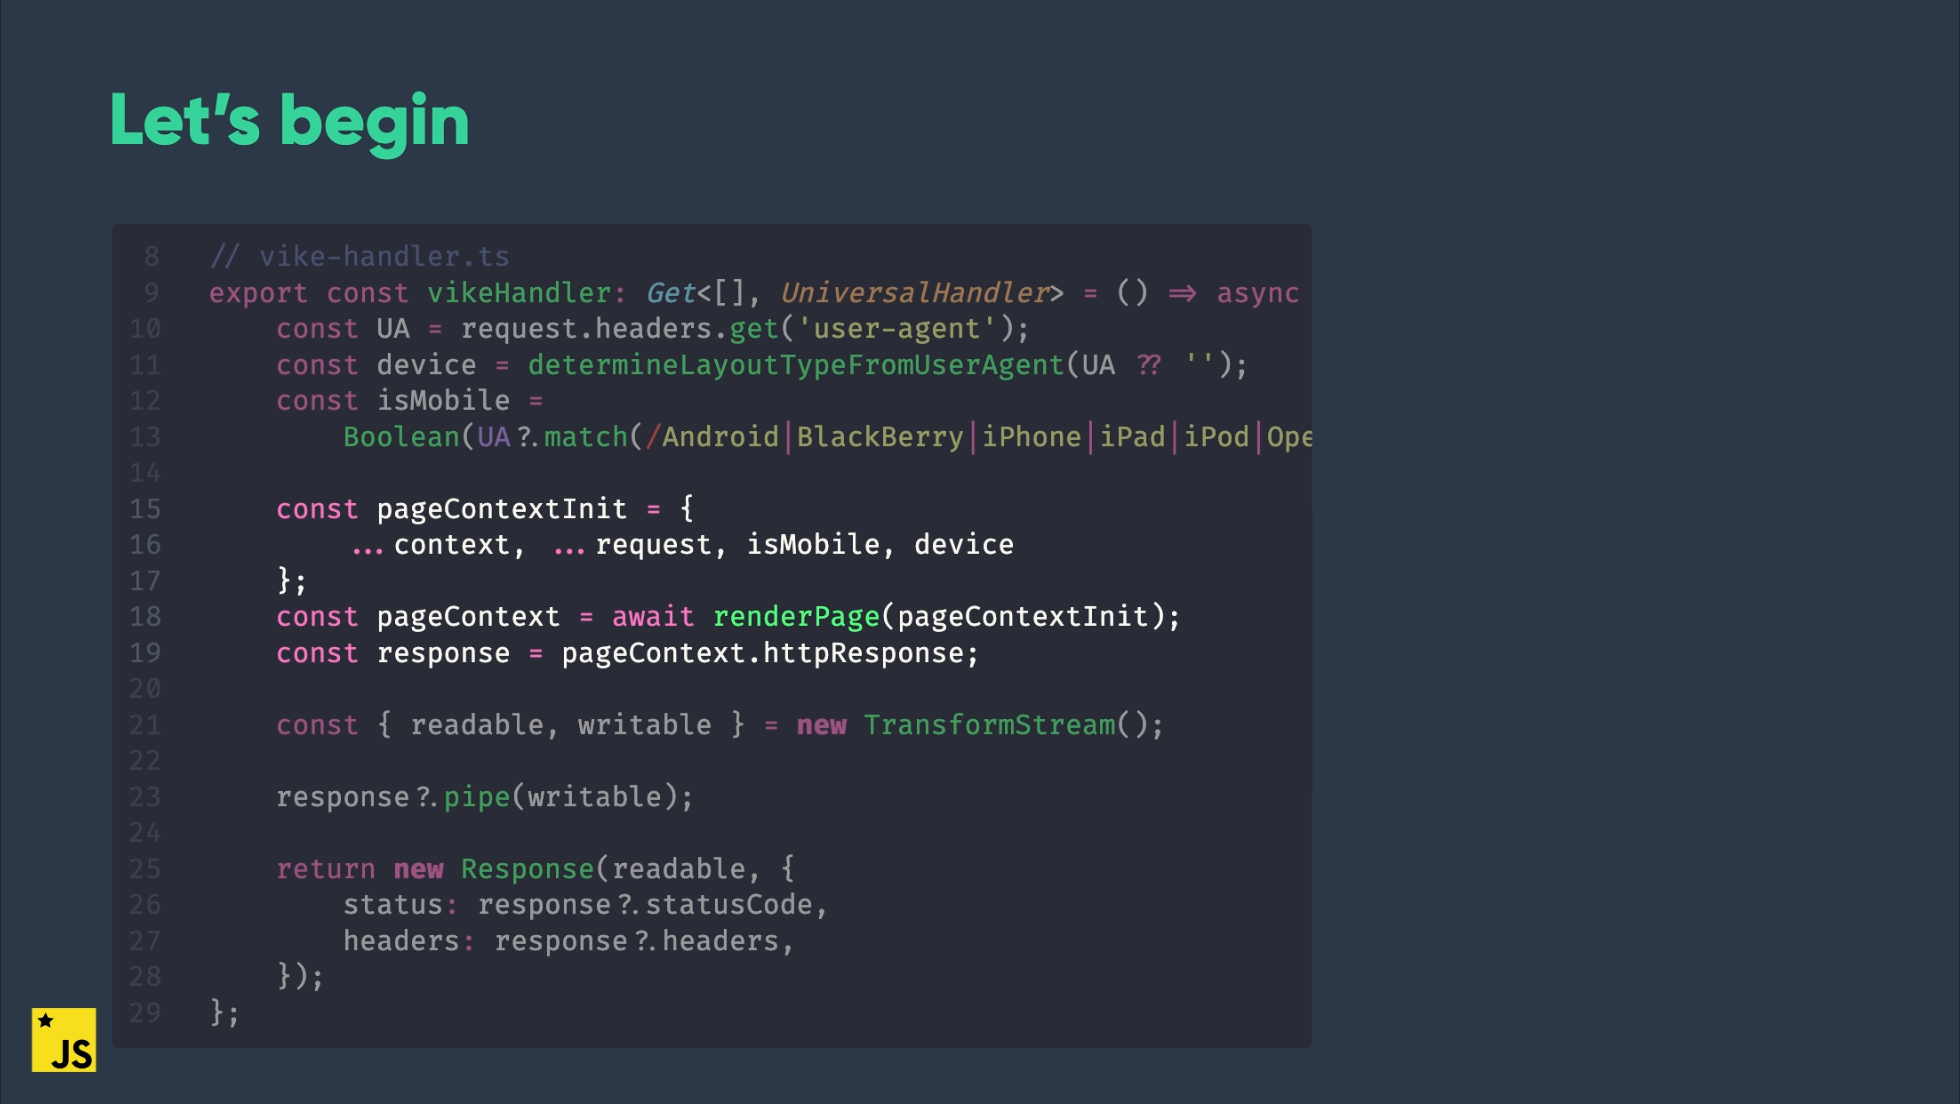 Let’s begin
8 // vike-handler.ts
9 export const vikeHandler: Get<[], UniversalHandler> = () => async
10 const UA = request.headers.get('user-agent');
11 const device = determineLayoutTypeFromUserAgent(UA ?? '');
12 const isMobile =
13 Boolean(UA?.match(/Android|BlackBerry|iPhone|iPad|iPod|Ope
14
15 const pageContextInit = {
16 ...context, ...request, isMobile, device
17 };
18 const pageContext = await renderPage(pageContextInit);
19 const response = pageContext.httpResponse;
20
21 const { readable, writable } = new TransformStream();
22
23 response?.pipe(writable);
24
25 return new Response(readable, {
26 status: response?.statusCode,
27 headers: response?.headers,
28 });
29 };
JS